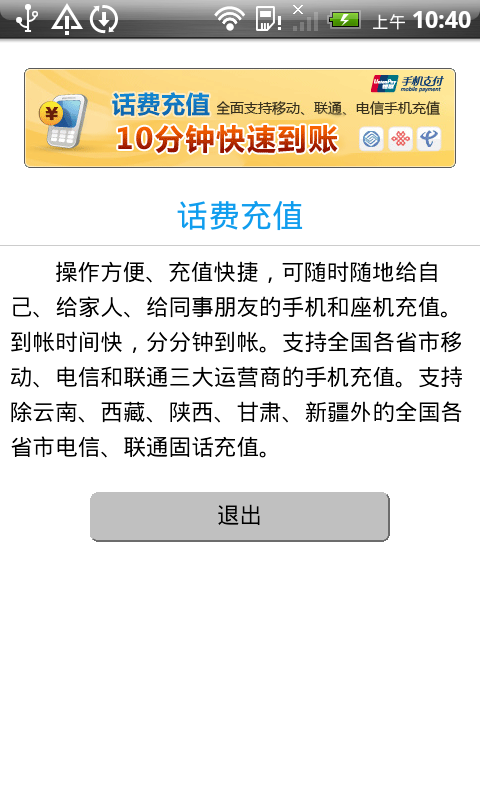 上午 10:40
UnionPay 银联 手机支付
mobile payment
话费充值 全面支持移动、联通、电信手机充值
¥
10分钟快速到账
话费充值
操作方便、充值快捷，可随时随地给自
己、给家人、给同事朋友的手机和座机充值。
到帐时间快，分分钟到帐。支持全国各省市移
动、电信和联通三大运营商的手机充值。支持
除云南、西藏、陕西、甘肃、新疆外的全国各
省市电信、联通固话充值。
退出